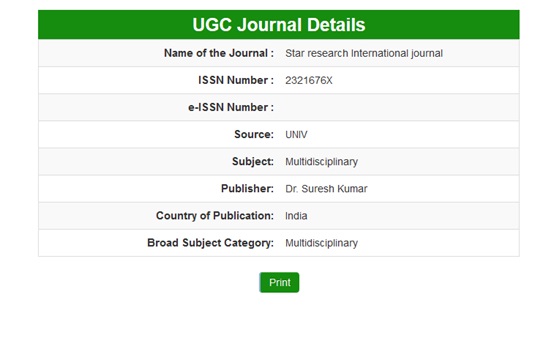 UGC Journal Details
Name of the Journal : Star research International journal
ISSN Number : 2321676X
e-ISSN Number :
Source: UNIV
Subject: Multidisciplinary
Publisher: Dr. Suresh Kumar
Country of Publication: India
Broad Subject Category: Multidisciplinary
Print